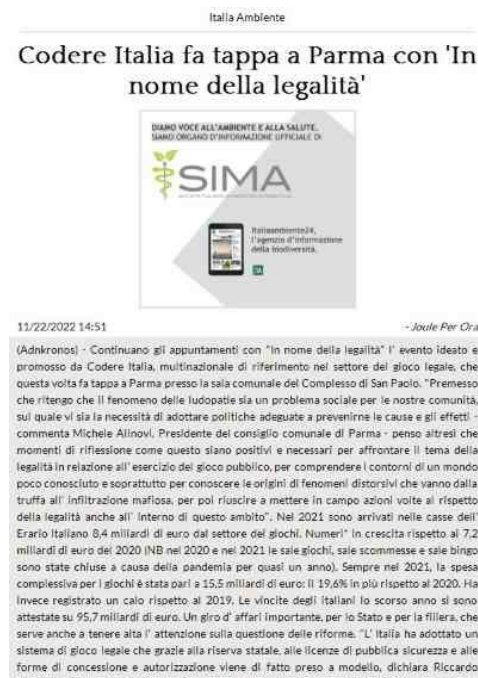 Italia Ambiente
Codere Italia fa tappa a Parma con 'In
nome della legalità'
DIAMO VOCE ALL'AMBIENTE E ALLA SALUTE.
SIAMO ORGANO D'INFORMAZIONE UFFICIALE DI
SIMA
Italiaambiente24,
l'agenzia d'informazione
della biodiversità.
11/22/2022 14:51
- Joule Per Ora
(Adnkronos) - Continuano gli appuntamenti con "In nome della legalità" l' evento ideato e
promosso da Codere Italia, multinazionale di riferimento nel settore del gioco legale, che
questa volta fa tappa a Parma presso la sala comunale del Complesso di San Paolo. "Premesso
che ritengo che il fenomeno delle ludopatie sia un problema sociale per le nostre comunità,
sul quale vi sia la necessità di adottare politiche adeguate a prevenirne le cause e gli effetti -
commenta Michele Alinovi, Presidente del consiglio comunale di Parma - penso altresì che
momenti di riflessione come questo siano positivi e necessari per affrontare il tema della
legalità in relazione all' esercizio del gioco pubblico, per comprendere i contorni di un mondo
poco conosciuto e soprattutto per conoscere le origini di fenomeni distorsivi che vanno dalla
truffa all' infiltrazione mafiosa, per poi riuscire a mettere in campo azioni volte al rispetto
della legalità anche all' interno di questo ambito". Nel 2021 sono arrivati nelle casse dell'
Erario Italiano 8,4 miliardi di euro dal settore dei giochi. Numeri" in crescita rispetto ai 7,2
miliardi di euro del 2020 (NB nel 2020 e nel 2021 le sale giochi, sale scommesse e sale bingo
sono state chiuse a causa della pandemia per quasi un anno). Sempre nel 2021, la spesa
complessiva per i giochi è stata pari a 15,5 miliardi di euro: il 19,6% in più rispetto al 2020. Ha
invece registrato un calo rispetto al 2019. Le vincite degli italiani lo scorso anno si sono
attestate su 95,7 miliardi di euro. Un giro d' affari importante, per lo Stato e per la filiera, che
serve anche a tenere alta l' attenzione sulla questione delle riforme. "L' Italia ha adottato un
sistema di gioco legale che grazie alla riserva statale, alle licenze di pubblica sicurezza e alle
forme di concessione e autorizzazione viene di fatto preso a modello, dichiara Riccardo